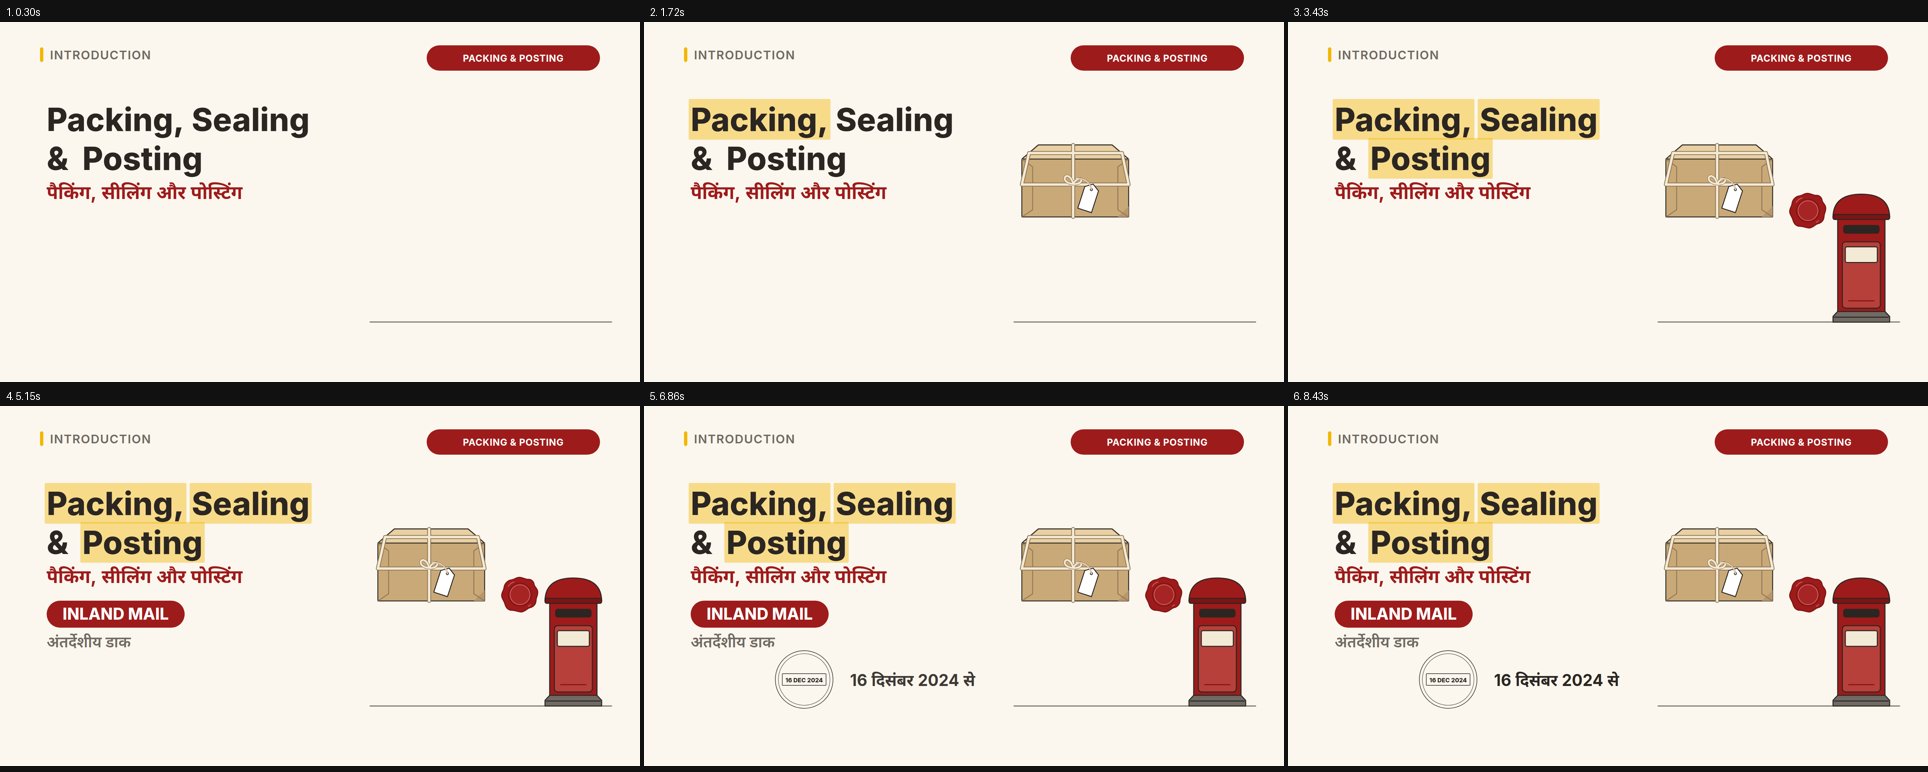 1. 0.30s
INTRODUCTION
PACKING & POSTING
Packing, Sealing
& Posting
पैकिंग, सीलिंग और पोस्टिंग
2. 1.72s
INTRODUCTION
PACKING & POSTING
Packing, Sealing
& Posting
पैकिंग, सीलिंग और पोस्टिंग
3. 3.43s
INTRODUCTION
PACKING & POSTING
Packing, Sealing
& Posting
पैकिंग, सीलिंग और पोस्टिंग
4. 5.15s
INTRODUCTION
PACKING & POSTING
Packing, Sealing
& Posting
पैकिंग, सीलिंग और पोस्टिंग
INLAND MAIL
अंतर्देशीय डाक
5. 6.86s
INTRODUCTION
PACKING & POSTING
Packing, Sealing
& Posting
पैकिंग, सीलिंग और पोस्टिंग
INLAND MAIL
अंतर्देशीय डाक
16 DEC 2024
16 दिसंबर 2024 से
6. 8.43s
INTRODUCTION
PACKING & POSTING
Packing, Sealing
& Posting
पैकिंग, सीलिंग और पोस्टिंग
INLAND MAIL
अंतर्देशीय डाक
16 DEC 2024
16 दिसंबर 2024 से